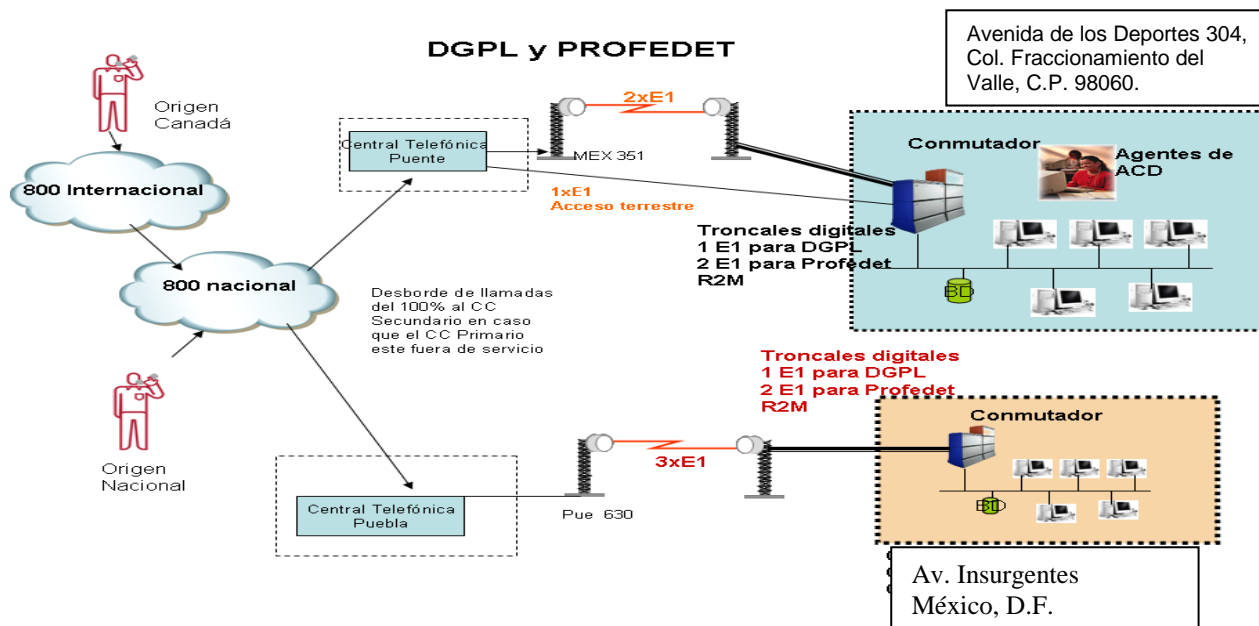 DGPL y PROFEDET
Avenida de los Deportes 304,
Col. Fraccionamiento del
Valle, C.P. 98060.
Origen
Canadá
800 Internacional
800 nacional
Origen
Nacional
Central Telefónica
Puente
2xE1
MEX 351
1xE1
Acceso terrestre
Conmutador
Agentes de
ACD
BD
Troncales digitales
1 E1 para DGPL
2 E1 para Profedet
R2M
Desborde de llamadas
del 100% al CC
Secundario en caso
que el CC Primario
este fuera de servicio
Troncales digitales
1 E1 para DGPL
2 E1 para Profedet
R2M
Central Telefónica
Puebla
Pue 630
3xE1
Conmutador
BD
Av. Insurgentes
México, D.F.